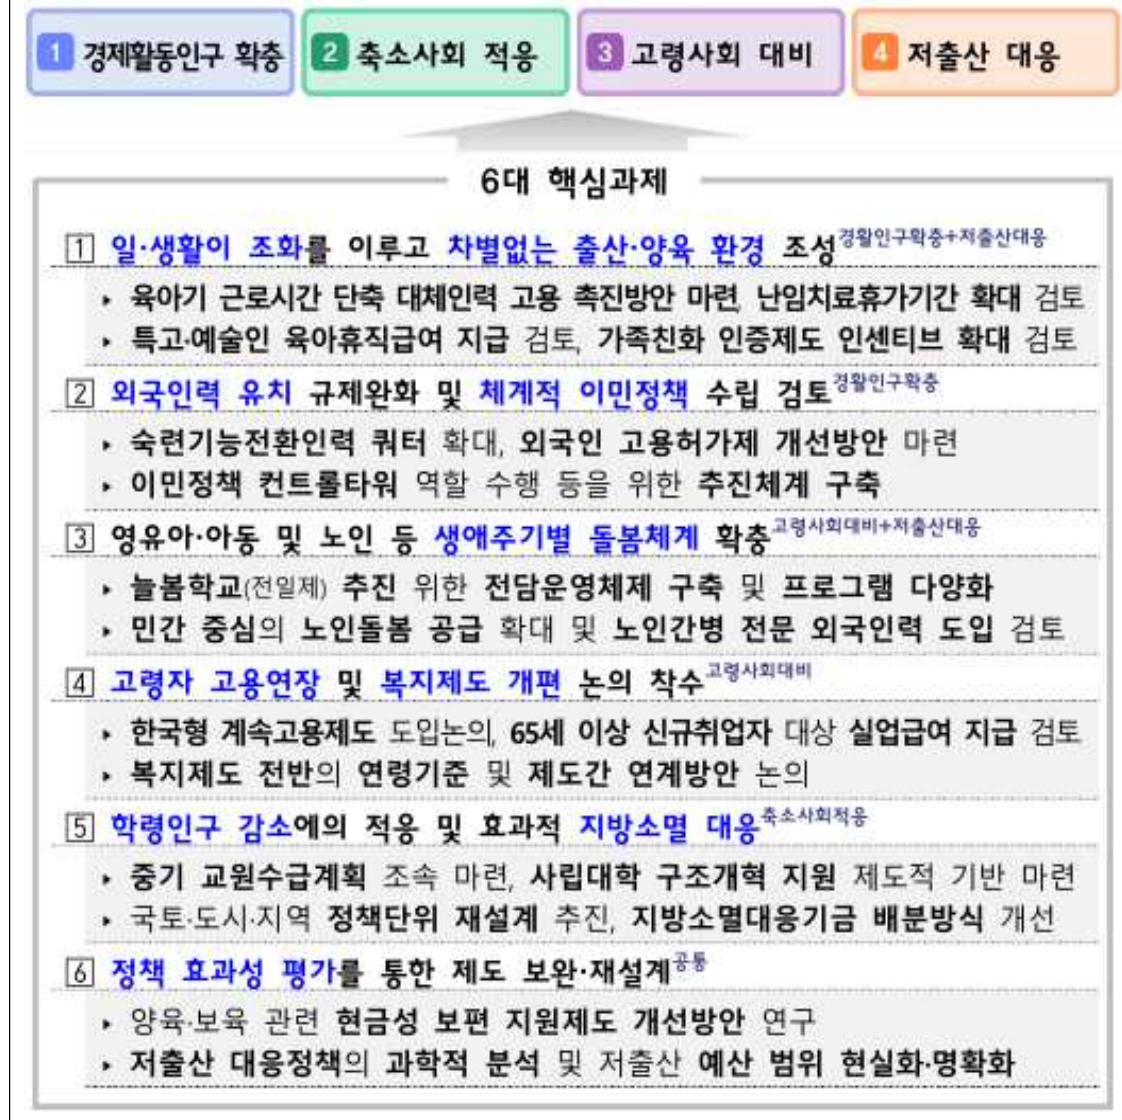 1 경제활동인구 확충 2 축소사회 적응 3 고령사회 대비 4 저출산 대응
6대 핵심과제
1 일·생활이 조화를 이루고 차별없는 출산·양육 환경 조성 경활인구확충+저출산대응
‣ 육아기 근로시간 단축 대체인력 고용 촉진방안 마련, 난임치료휴가기간 확대 검토
‣ 특고·예술인 육아휴직급여 지급 검토, 가족친화 인증제도 인센티브 확대 검토
2 외국인력 유치 규제완화 및 체계적 이민정책 수립 검토 경활인구확충
‣ 숙련기능전환인력 쿼터 확대, 외국인 고용허가제 개선방안 마련
‣ 이민정책 컨트롤타워 역할 수행 등을 위한 추진체계 구축
3 영유아·아동 및 노인 등 생애주기별 돌봄체계 확충 고령사회대비+저출산대응
‣ 늘봄학교(전일제) 추진 위한 전담운영체제 구축 및 프로그램 다양화
‣ 민간 중심의 노인돌봄 공급 확대 및 노인간병 전문 외국인력 도입 검토
4 고령자 고용연장 및 복지제도 개편 논의 착수 고령사회대비
‣ 한국형 계속고용제도 도입논의, 65세 이상 신규취업자 대상 실업급여 지급 검토
‣ 복지제도 전반의 연령기준 및 제도간 연계방안 논의
5 학령인구 감소에의 적응 및 효과적 지방소멸 대응 축소사회적응
‣ 중기 교원수급계획 조속 마련, 사립대학 구조개혁 지원 제도적 기반 마련
‣ 국토·도시·지역 정책단위 재설계 추진, 지방소멸대응기금 배분방식 개선
6 정책 효과성 평가를 통한 제도 보완·재설계 공통
‣ 양육·보육 관련 현금성 보편 지원제도 개선방안 연구
‣ 저출산 대응정책의 과학적 분석 및 저출산 예산 범위 현실화·명확화